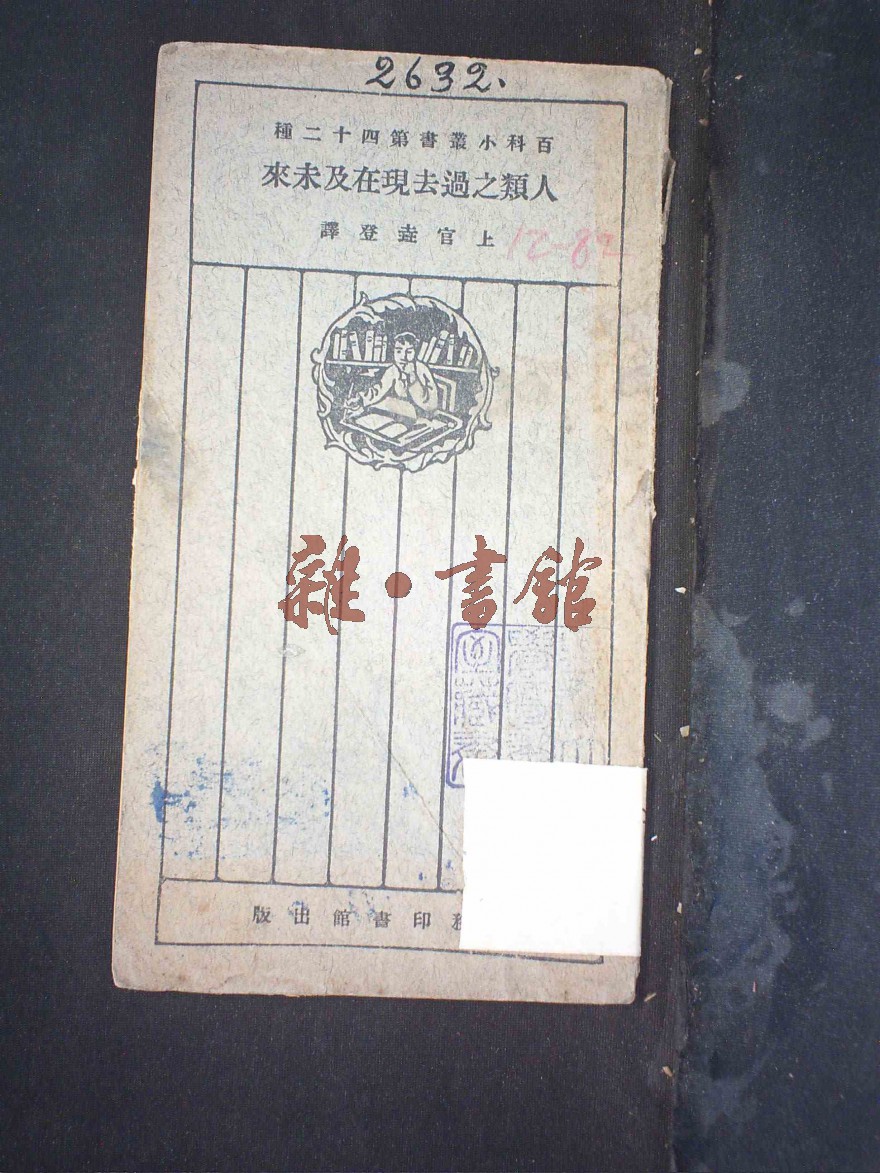 2632.
百科小叢書第四十二種
人類之過去現在及未來
上官垚登譯
12-82
雜·書館
務印書館出版